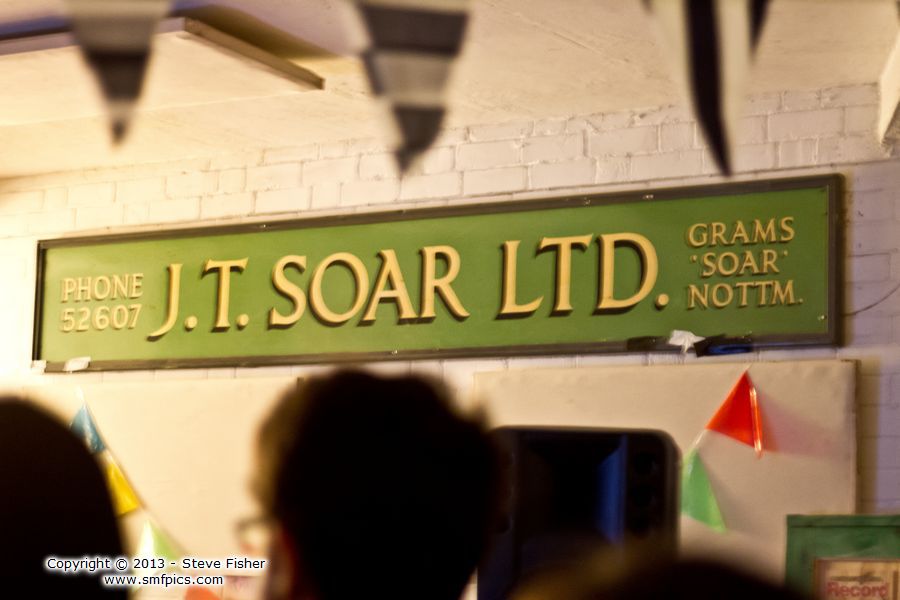 PHONE
52607
J.T. SOAR LTD.
GRAMS
'SOAR'
NOTTM.
Record
Copyright © 2013 - Steve Fisher
www.smfpics.com